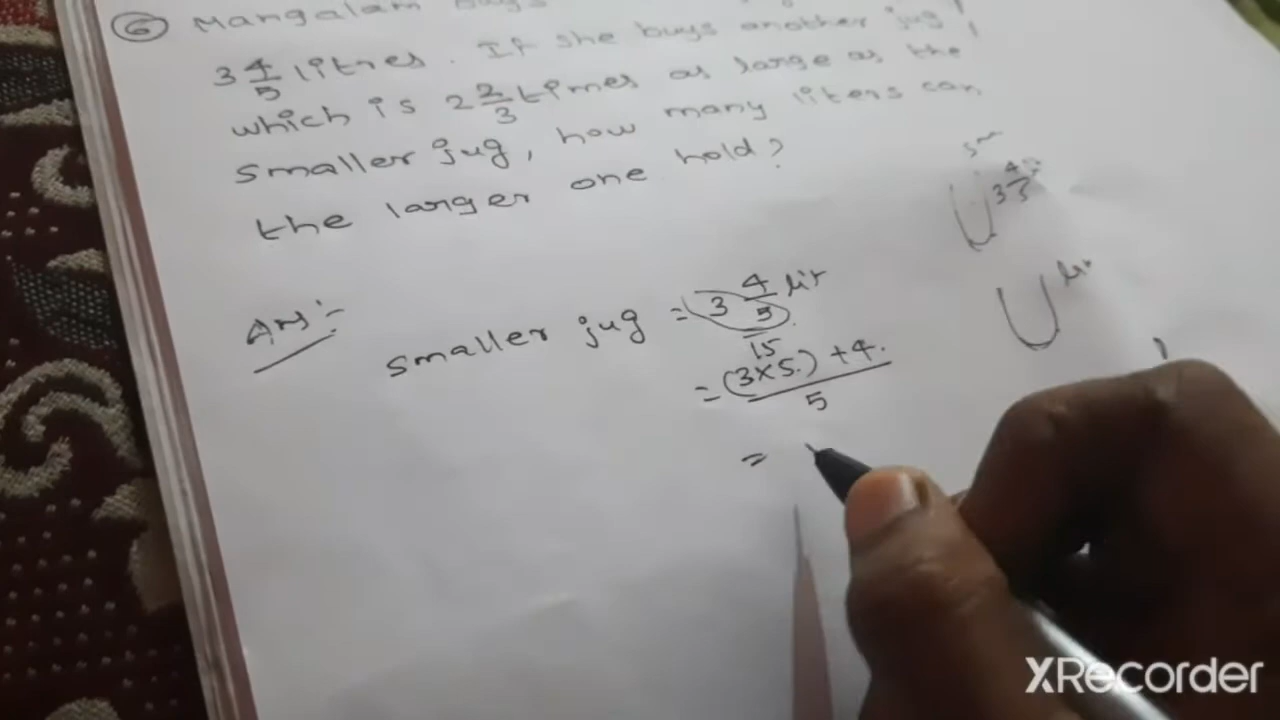 6 Mangalam Buys
3 4/5 litres. If she buys another jug
which is 2 2/3 times as large as the
smaller jug, how many liters can
the larger one hold?
Ans:-
smaller jug = 3 4/5 lit
15
= (3×5.) +4. / 5
=
3 4/5
XRecorder